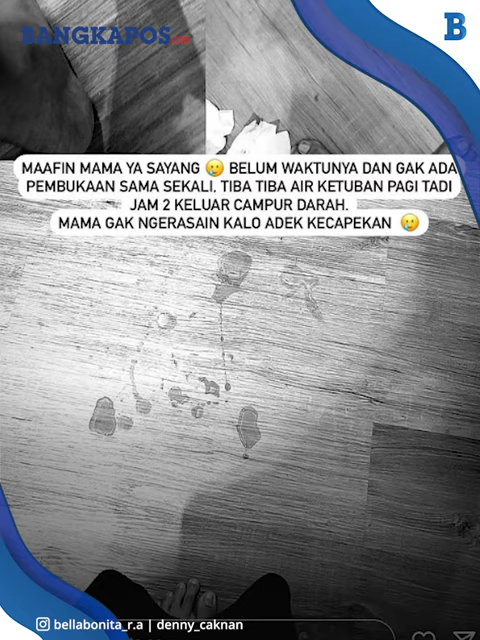 BANGKAPOS
B
MAAFIN MAMA YA SAYANG 🥲 BELUM WAKTUNYA DAN GAK ADA
PEMBUKAAN SAMA SEKALI, TIBA TIBA AIR KETUBAN PAGI TADI
JAM 2 KELUAR CAMPUR DARAH.
MAMA GAK NGERASAIN KALO ADEK KECAPEKAN 🥲
bellabonita_r.a | denny_caknan